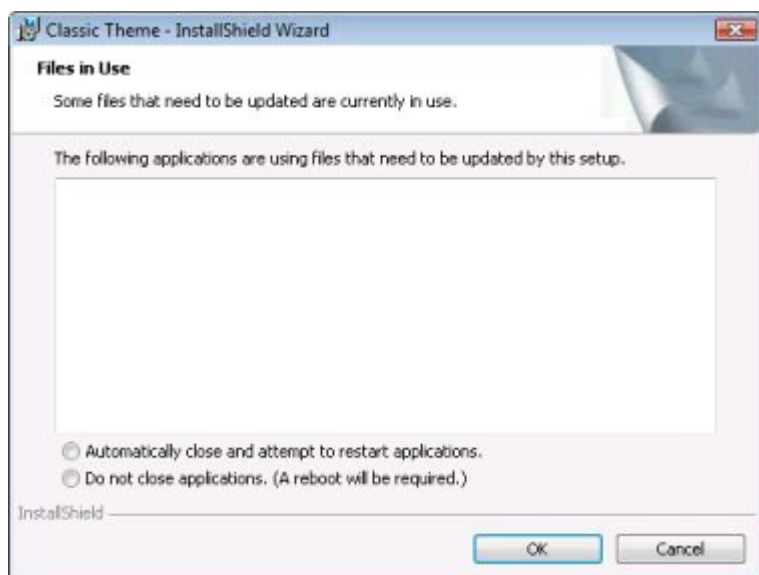 Classic Theme - InstallShield Wizard
Files in Use
Some files that need to be updated are currently in use.
The following applications are using files that need to be updated by this setup.
Automatically close and attempt to restart applications.
Do not close applications. (A reboot will be required.)
InstallShield
OK Cancel